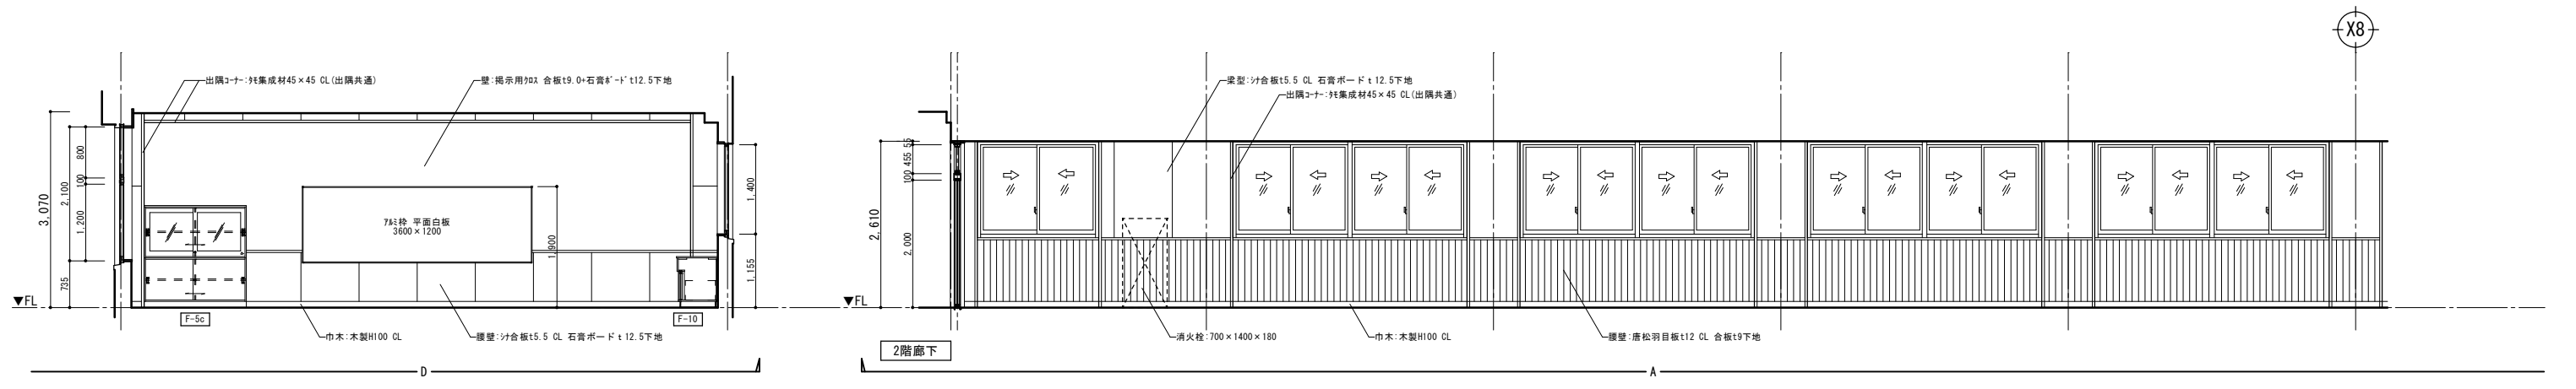 X8
出隅ｺｰﾅｰ:ﾀﾓ集成材45×45 CL(出隅共通)
壁:掲示用ｸﾛｽ 合板t9.0+石膏ﾎﾞｰﾄﾞt12.5下地
梁型:ｼﾅ合板t5.5 CL 石膏ボードｔ12.5下地
出隅ｺｰﾅｰ:ﾀﾓ集成材45×45 CL(出隅共通)
3,070
2,100
735
800
100
1,200
ｱﾙﾐ枠 平面白板
3600×1200
1,900
1,400
1,155
2,610
55
455
100
2,000
▼FL
▼FL
F-5c
F-10
巾木:木製H100 CL
腰壁:ｼﾅ合板t5.5 CL 石膏ボードｔ12.5下地
消火栓:700×1400×180
巾木:木製H100 CL
腰壁:唐松羽目板t12 CL 合板t9下地
2階廊下
D
A